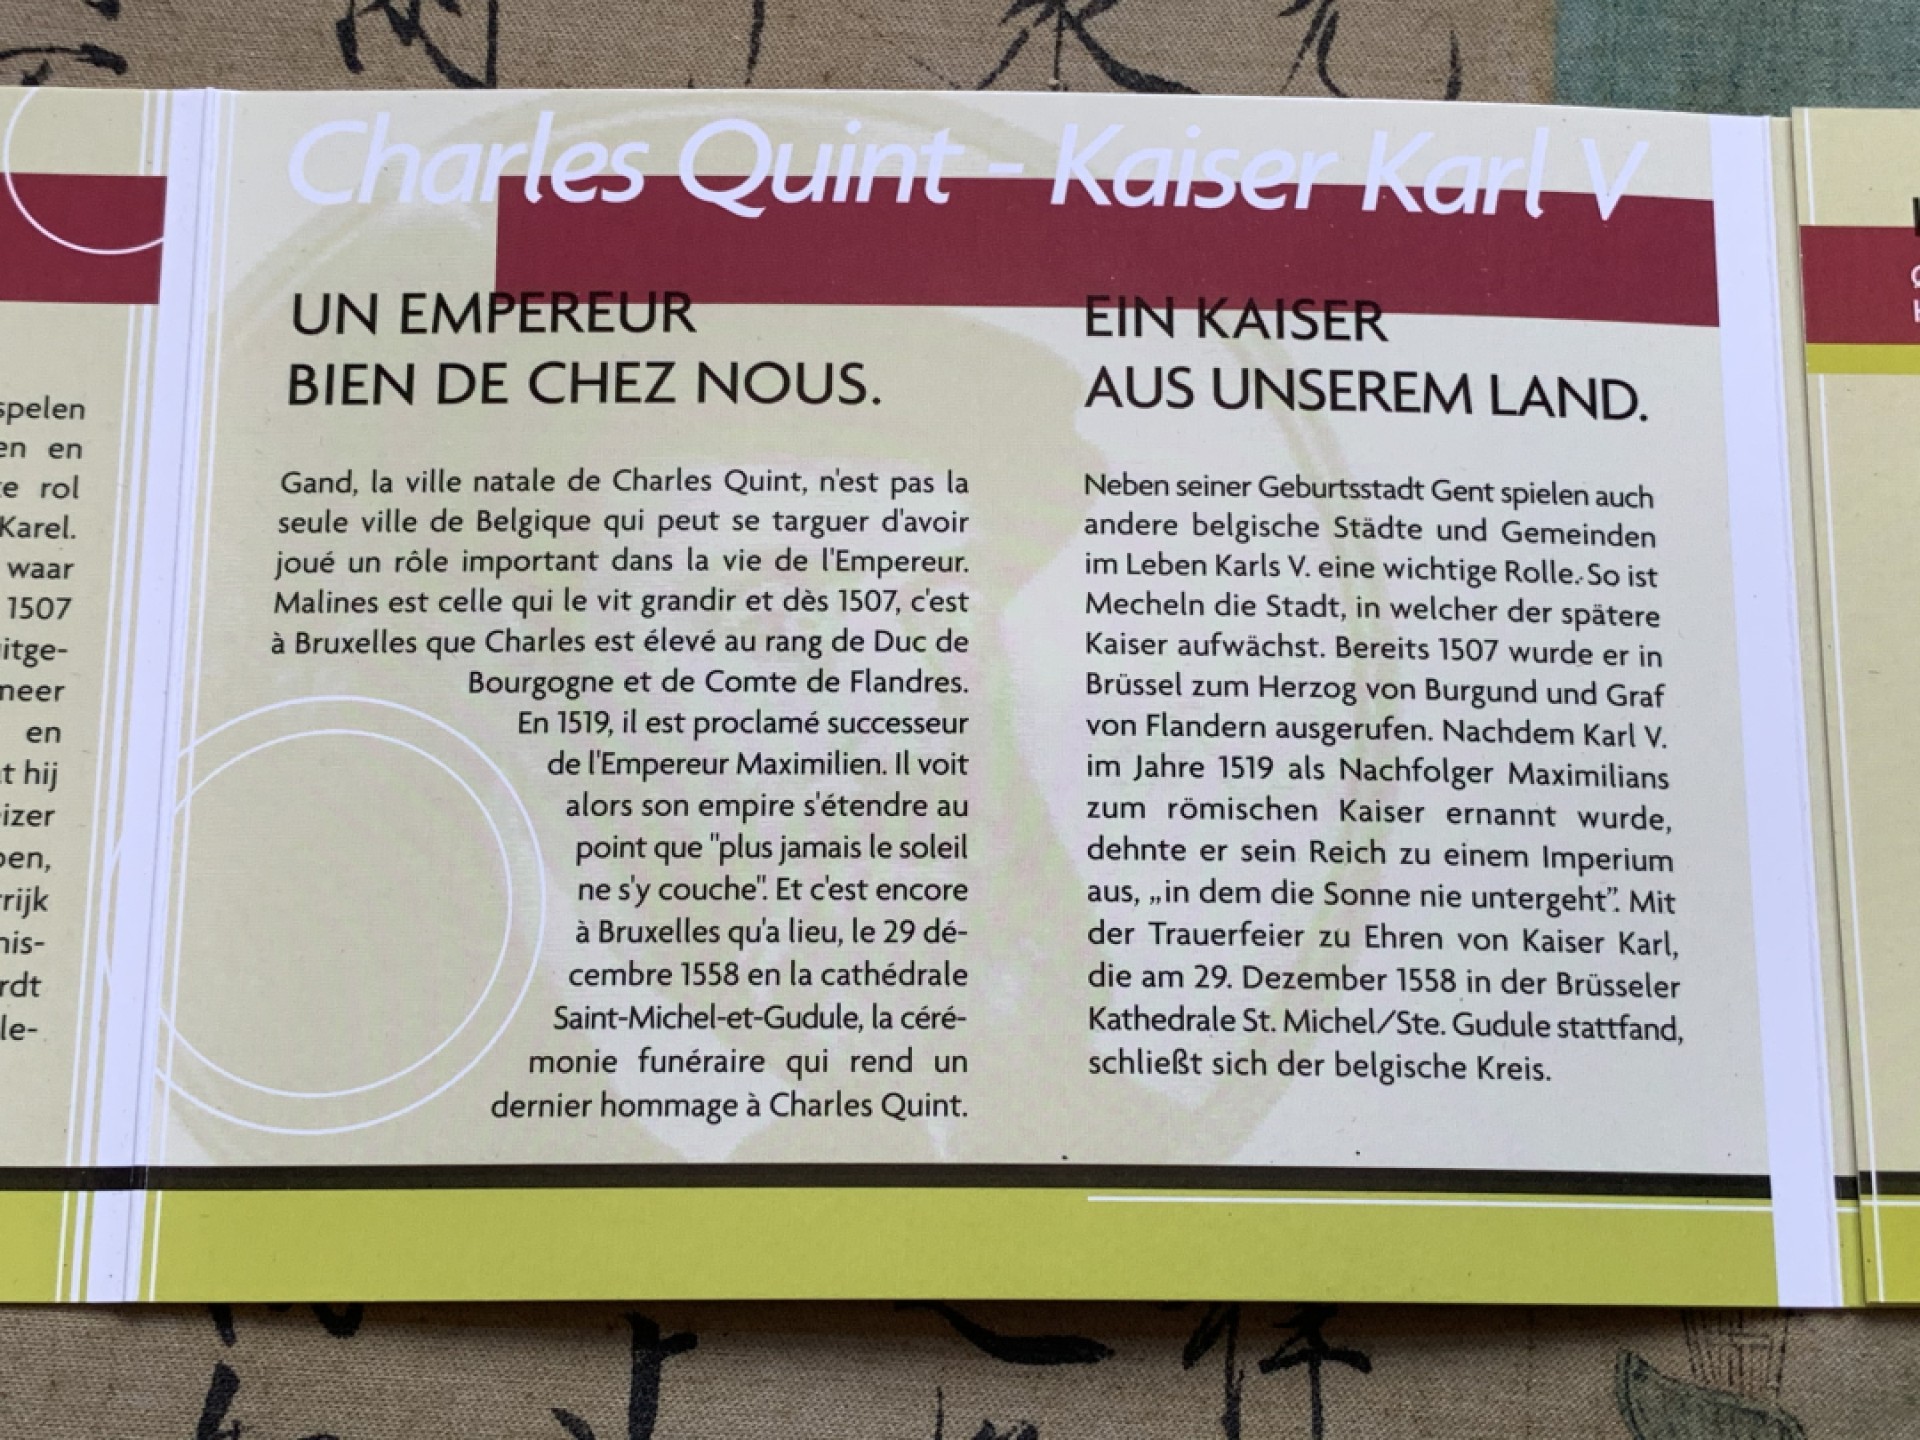 Charles Quint - Kaiser Karl V
UN EMPEREUR
BIEN DE CHEZ NOUS.
Gand, la ville natale de Charles Quint, n'est pas la
seule ville de Belgique qui peut se targuer d'avoir
joué un rôle important dans la vie de l'Empereur.
Malines est celle qui le vit grandir et dès 1507, c'est
à Bruxelles que Charles est élevé au rang de Duc de
Bourgogne et de Comte de Flandres.
En 1519, il est proclamé successeur
de l'Empereur Maximilien. Il voit
alors son empire s'étendre au
point que "plus jamais le soleil
ne s'y couche". Et c'est encore
à Bruxelles qu'a lieu, le 29 dé-
cembre 1558 en la cathédrale
Saint-Michel-et-Gudule, la céré-
monie funéraire qui rend un
dernier hommage à Charles Quint.
EIN KAISER
AUS UNSEREM LAND.
Neben seiner Geburtsstadt Gent spielen auch
andere belgische Städte und Gemeinden
im Leben Karls V. eine wichtige Rolle. So ist
Mecheln die Stadt, in welcher der spätere
Kaiser aufwächst. Bereits 1507 wurde er in
Brüssel zum Herzog von Burgund und Graf
von Flandern ausgerufen. Nachdem Karl V.
im Jahre 1519 als Nachfolger Maximilians
zum römischen Kaiser ernannt wurde,
dehnte er sein Reich zu einem Imperium
aus, „in dem die Sonne nie untergeht”. Mit
der Trauerfeier zu Ehren von Kaiser Karl,
die am 29. Dezember 1558 in der Brüsseler
Kathedrale St. Michel/Ste. Gudule stattfand,
schließt sich der belgische Kreis.
spelen
en en
te rol
Karel.
waar
1507
itge-
neer
en
t hij
izer
pen,
rijk
nis-
rdt
le-